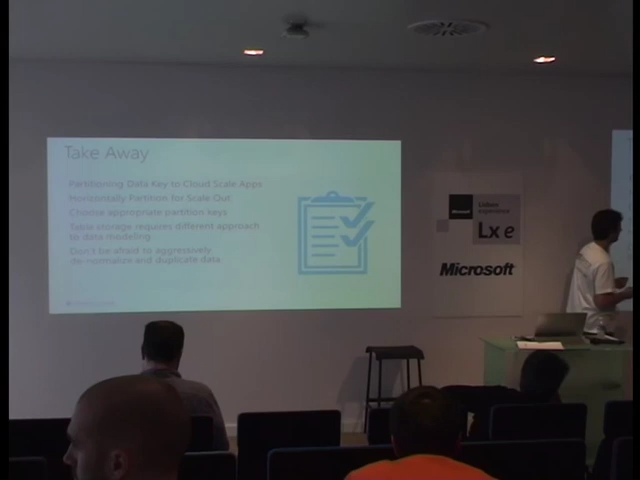 Take Away
Partitioning Data Key to Cloud Scale Apps
Horizontally Partition for Scale Out
Choose appropriate partition keys
Table storage requires different approach
to data modeling
Don't be afraid to aggressively
de-normalize and duplicate data
Lisbon
experience
Lx e
Microsoft